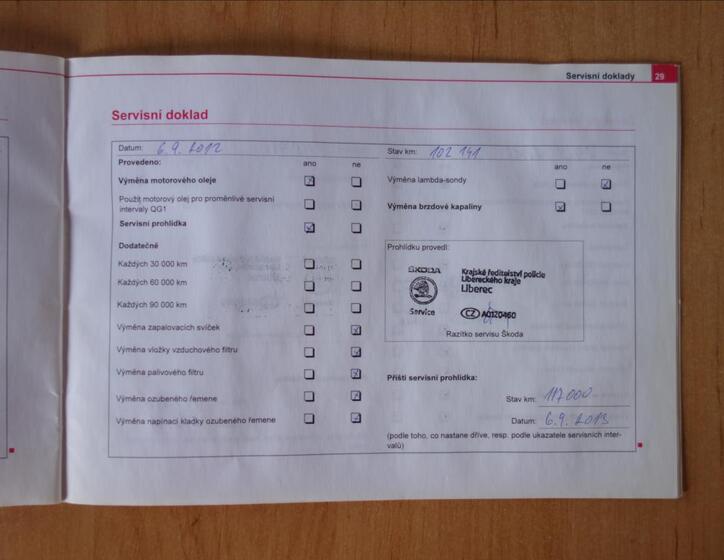 Servisní doklady 29
Servisní doklad
Datum: 6.9.2012
Provedeno: ano ne
Výměna motorového oleje
Použit motorový olej pro proměnlivé servisní
intervaly QG1
Servisní prohlídka
Dodatečně
Každých 30 000 km
Každých 60 000 km
Každých 90 000 km
Výměna zapalovacích svíček
Výměna vložky vzduchového filtru
Výměna palivového filtru
Výměna ozubeného řemene
Výměna napínací kladky ozubeného řemene
Stav km: 102 141
ano ne
Výměna lambda-sondy
Výměna brzdové kapaliny
Prohlídku provedl:
ŠKODA
Service
Krajské ředitelství policie
Libereckého kraje
Liberec
CZ A0120460
Razítko servisu Škoda
Příští servisní prohlídka:
Stav km: 117000
Datum: 6.9.2013
(podle toho, co nastane dříve, resp. podle ukazatele servisních inter-
valů)